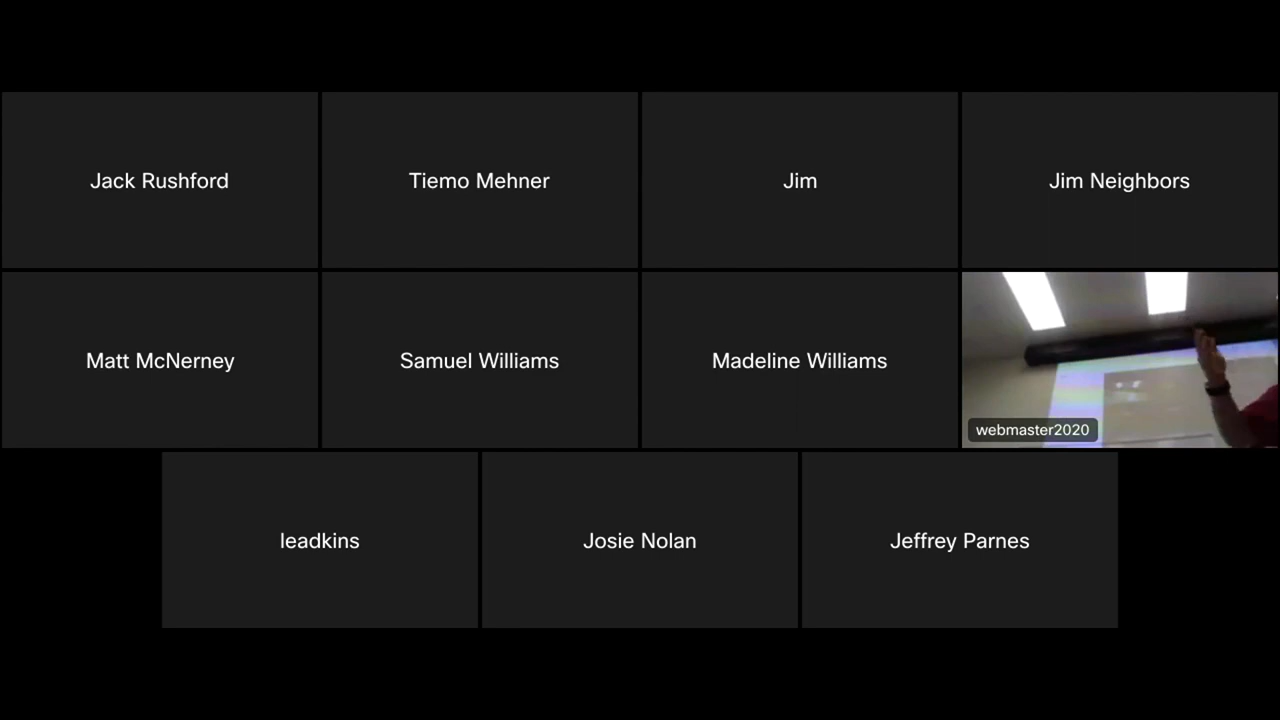 Jack Rushford
Tiemo Mehner
Jim
Jim Neighbors
Matt McNerney
Samuel Williams
Madeline Williams
webmaster2020
leadkins
Josie Nolan
Jeffrey Parnes